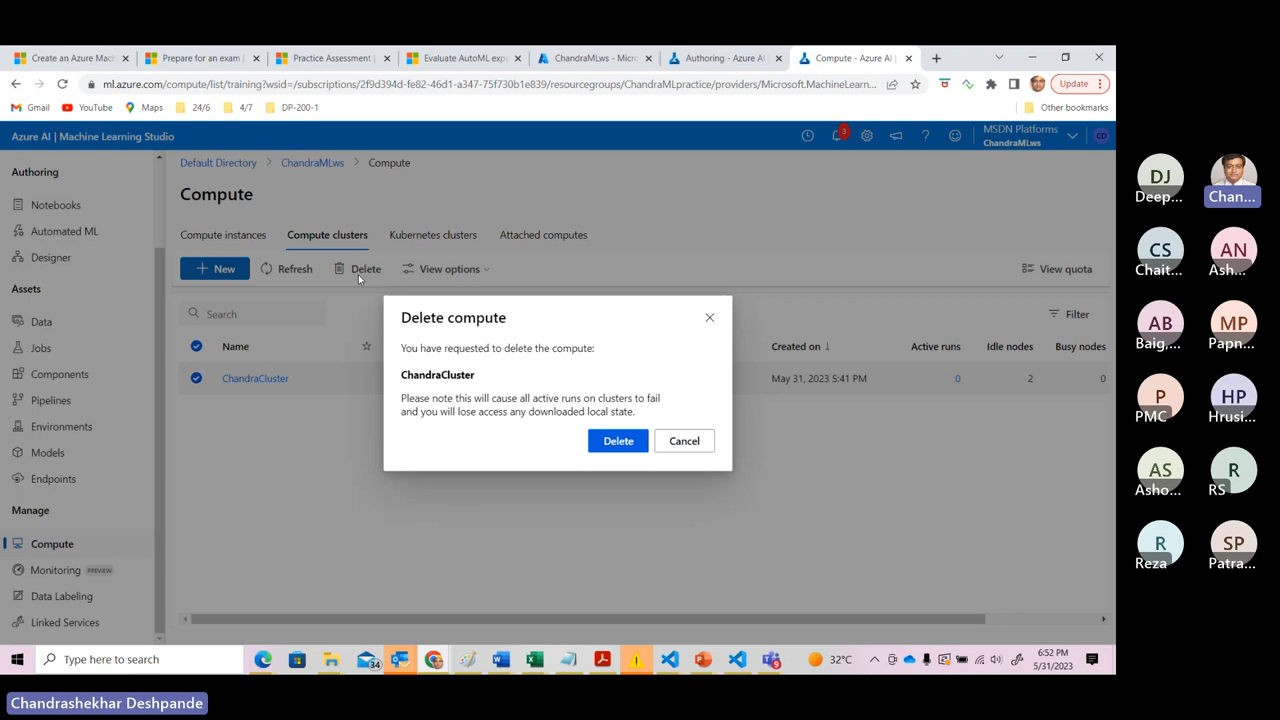 Create an Azure Mac
Prepare for an exam |
Practice Assessment |
Evaluate AutoML exp
ChandraMLws - Micro
Authoring - Azure AI
Compute - Azure AI |
ml.azure.com/compute/list/training?wsid=/subscriptions/2f9d394d-fe82-46d1-a347-75f30b1e839/resourcegroups/ChandraMLpractice/providers/Microsoft.MachineLearn...
Update
Gmail
YouTube
Maps
24/6
4/7
DP-200-1
Other bookmarks
Azure AI | Machine Learning Studio
3
MSDN Platforms
ChandraMLws
CD
Authoring
Notebooks
Automated ML
Designer
Assets
Data
Jobs
Components
Pipelines
Environments
Models
Endpoints
Manage
Compute
Monitoring PREVIEW
Data Labeling
Linked Services
Default Directory > ChandraMLws > Compute
Compute
Compute instances
Compute clusters
Kubernetes clusters
Attached computes
New
Refresh
Delete
View options
View quota
Search
Filter
Name
Created on
Active runs
Idle nodes
Busy nodes
ChandraCluster
May 31, 2023 5:41 PM
0
2
0
Delete compute
You have requested to delete the compute:
ChandraCluster
Please note this will cause all active runs on clusters to fail
and you will lose access any downloaded local state.
Delete
Cancel
Type here to search
34
9
32°C
6:52 PM
5/31/2023
DJ
Deep...
Chan...
CS
Chait...
AN
Ash...
AB
Baig,...
MP
Papn...
P
PMC
HP
Hrusi...
AS
Asho...
R
RS
R
Reza
SP
Patra...
Chandrashekhar Deshpande